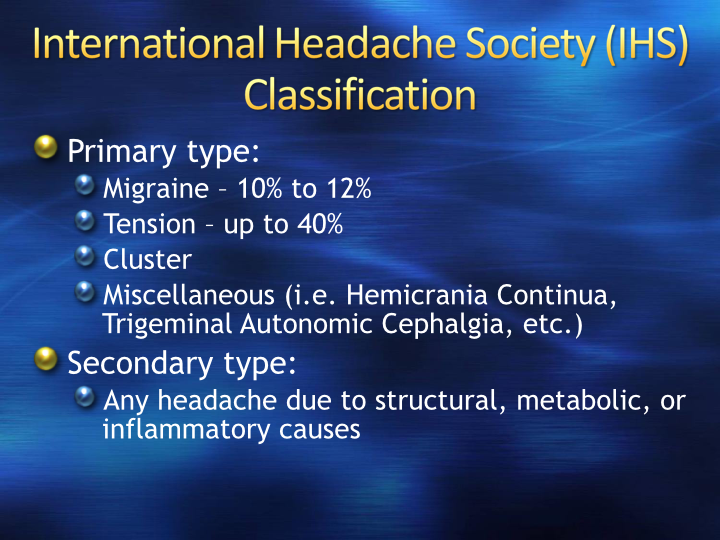 International Headache Society (IHS)
Classification
Primary type:
Migraine – 10% to 12%
Tension – up to 40%
Cluster
Miscellaneous (i.e. Hemicrania Continua,
Trigeminal Autonomic Cephalgia, etc.)
Secondary type:
Any headache due to structural, metabolic, or
inflammatory causes